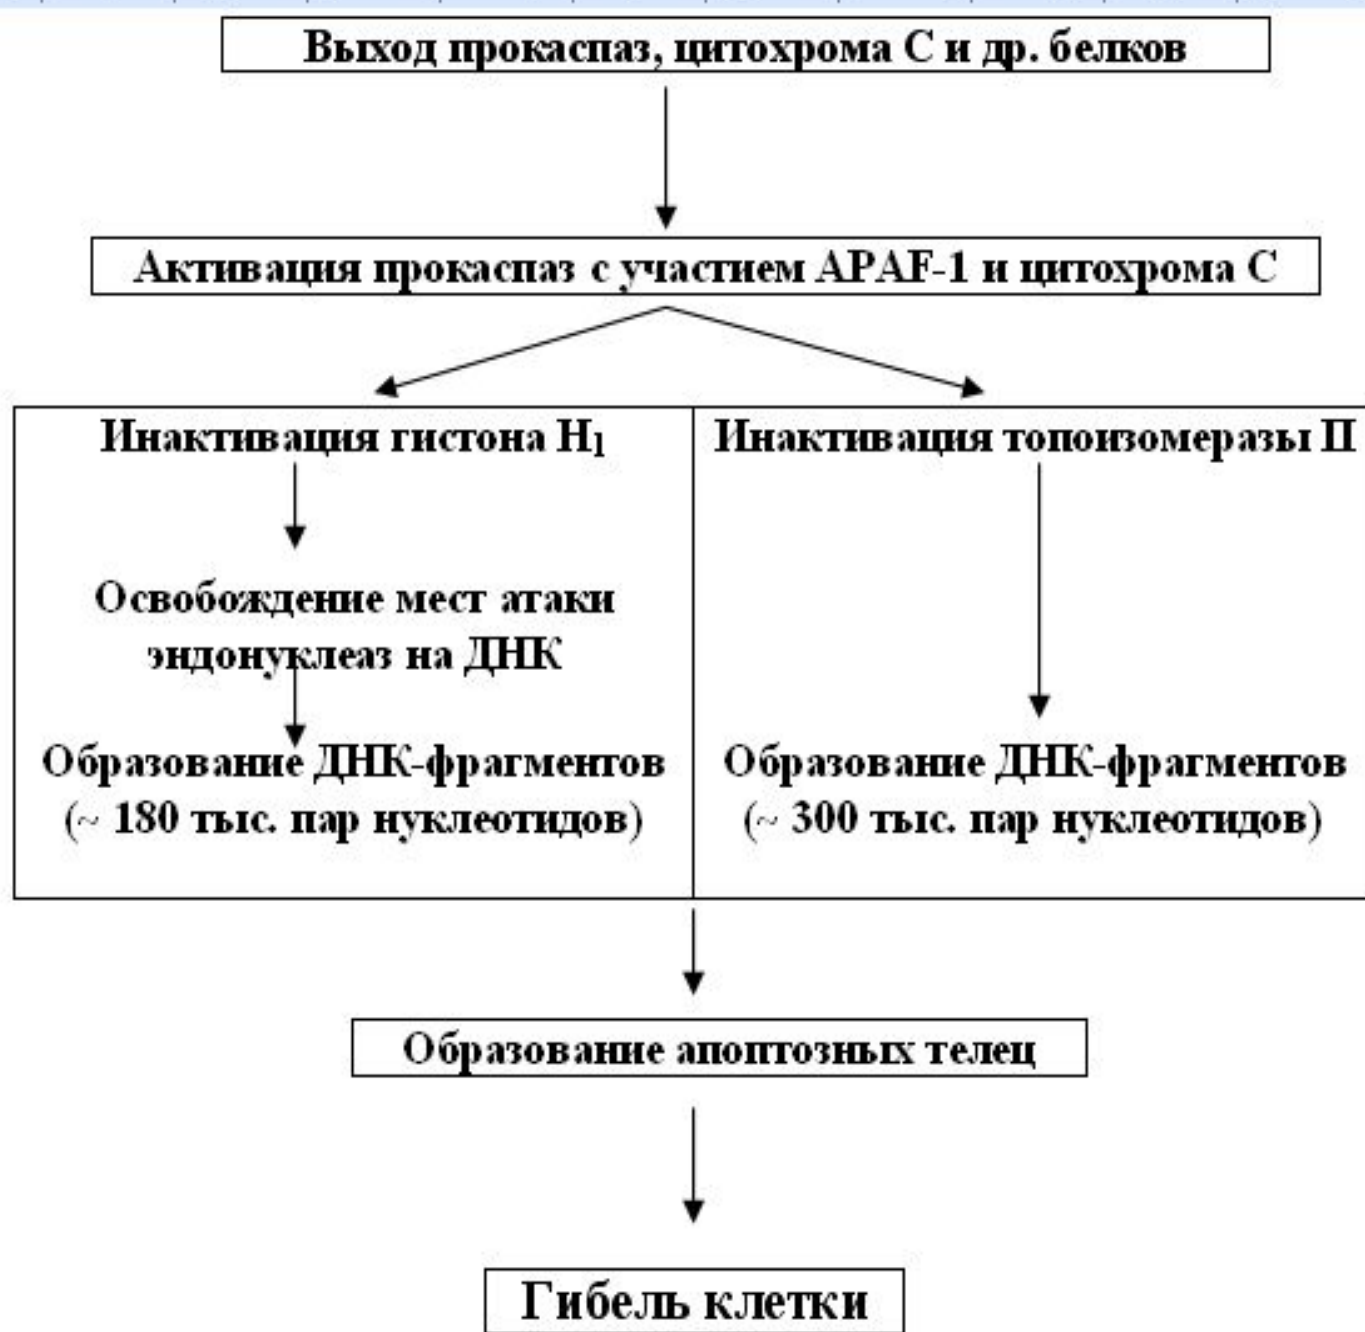 Выход прокаспаз, цитохрома С и др. белков
Активация прокаспаз с участием APAF-1 и цитохрома С
Инактивация гистона H1
Освобождение мест атаки
эндонуклеаз на ДНК
Образование ДНК-фрагментов
(~ 180 тыс. пар нуклеотидов)
Инактивация топоизомеразы П
Образование ДНК-фрагментов
(~ 300 тыс. пар нуклеотидов)
Образование апоптозных телец
Гибель клетки